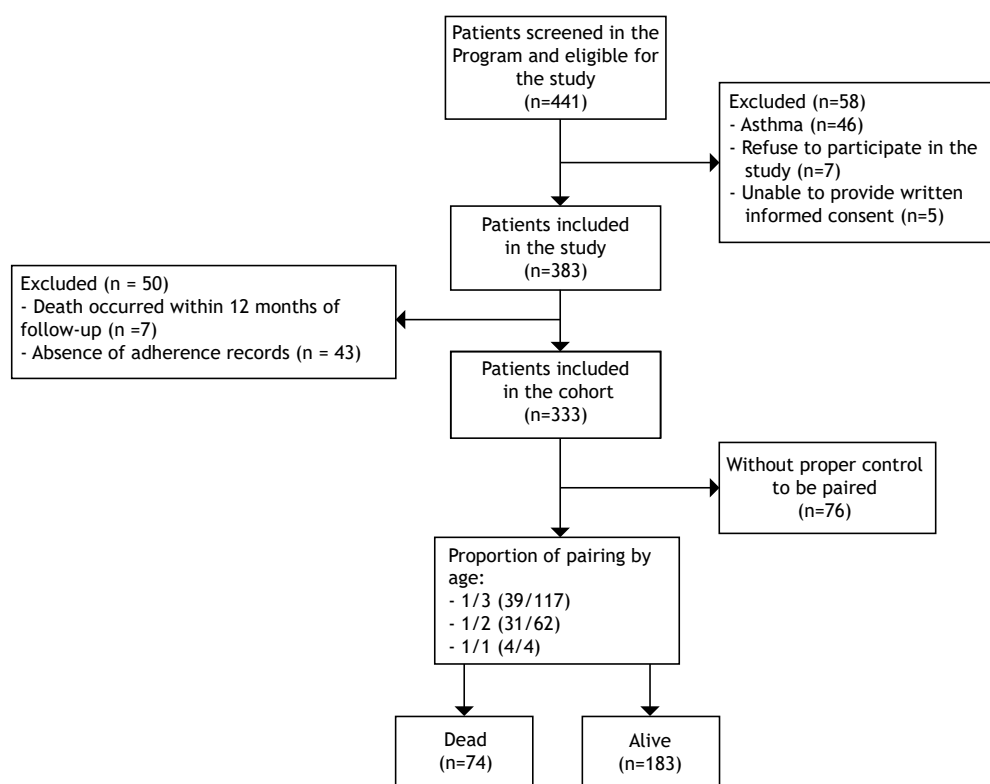 Patients screened in the
Program and eligible for
the study
(n=441)
Excluded (n=58)
- Asthma (n=46)
- Refuse to participate in the
study (n=7)
- Unable to provide written
informed consent (n=5)
Patients included
in the study
(n=383)
Excluded (n = 50)
- Death occurred within 12 months of
follow-up (n =7)
- Absence of adherence records (n = 43)
Patients included
in the cohort
(n=333)
Without proper control
to be paired
(n=76)
Proportion of pairing by
age:
- 1/3 (39/117)
- 1/2 (31/62)
- 1/1 (4/4)
Dead
(n=74)
Alive
(n=183)